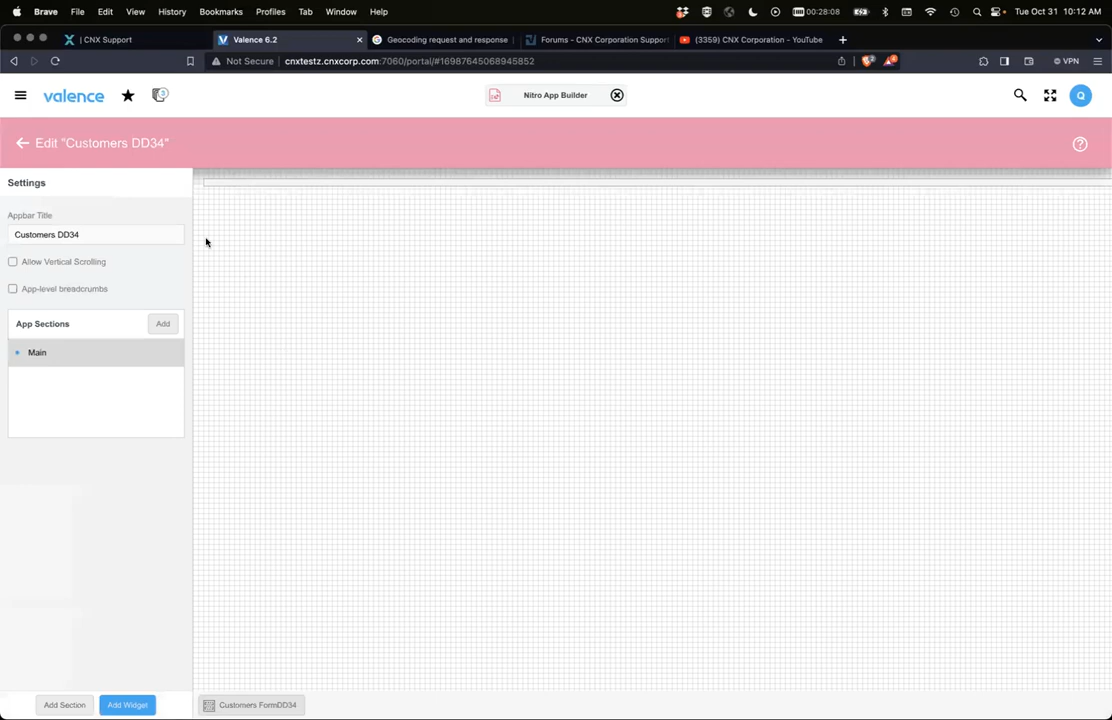 Brave File Edit View History Bookmarks Profiles Tab Window Help 00:28:08 Tue Oct 31 10:12 AM
| CNX Support
Valence 6.2
Geocoding request and response
Forums - CNX Corporation Support
(3359) CNX Corporation - YouTube
Not Secure cnxtestz.cnxcorp.com:7060/portal/#16987645068945852
VPN
valence
Nitro App Builder
Q
Edit "Customers DD34"
Settings
Appbar Title
Customers DD34
Allow Vertical Scrolling
App-level breadcrumbs
App Sections Add
Main
Add Section Add Widget Customers FormDD34